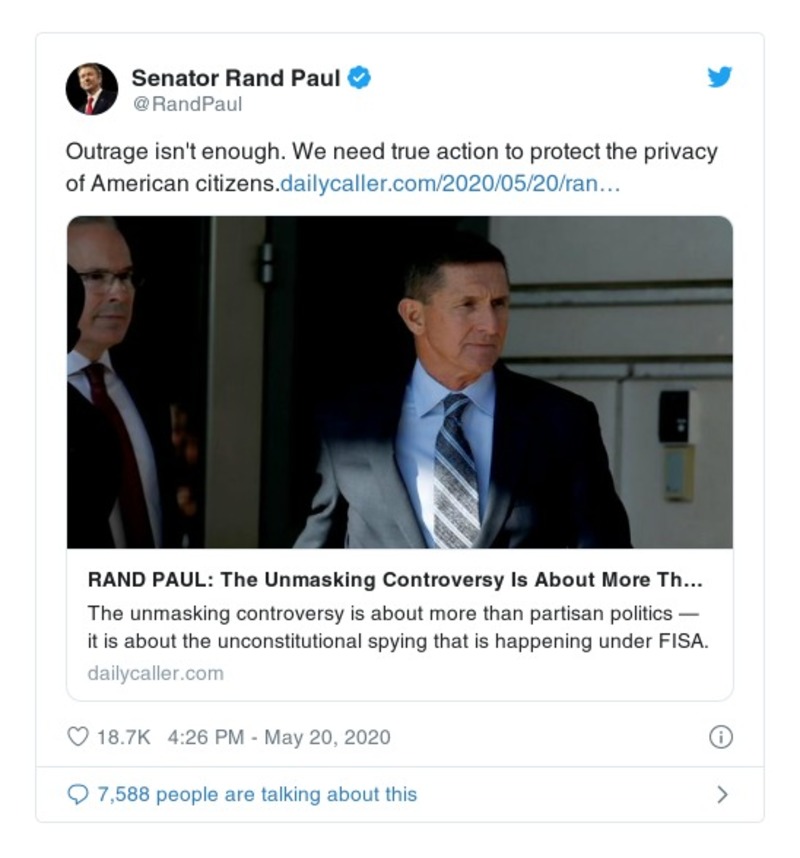 Senator Rand Paul
@RandPaul
Outrage isn't enough. We need true action to protect the privacy
of American citizens.dailycaller.com/2020/05/20/ran…
RAND PAUL: The Unmasking Controversy Is About More Th...
The unmasking controversy is about more than partisan politics —
it is about the unconstitutional spying that is happening under FISA.
dailycaller.com
18.7K 4:26 PM - May 20, 2020
7,588 people are talking about this